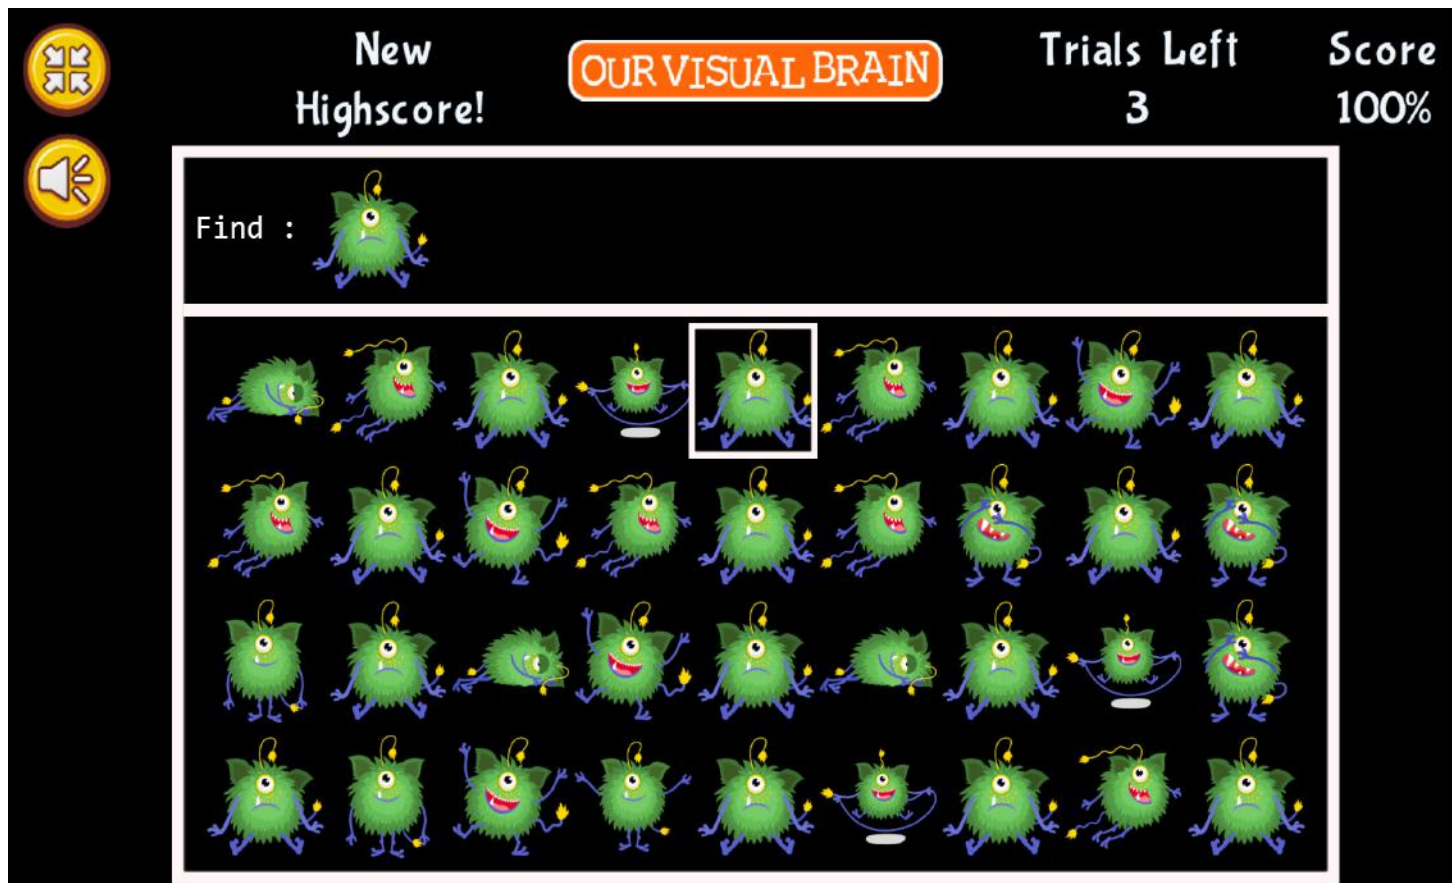 New
Highscore!
OUR VISUAL BRAIN
Trials Left
3
Score
100%
Find :